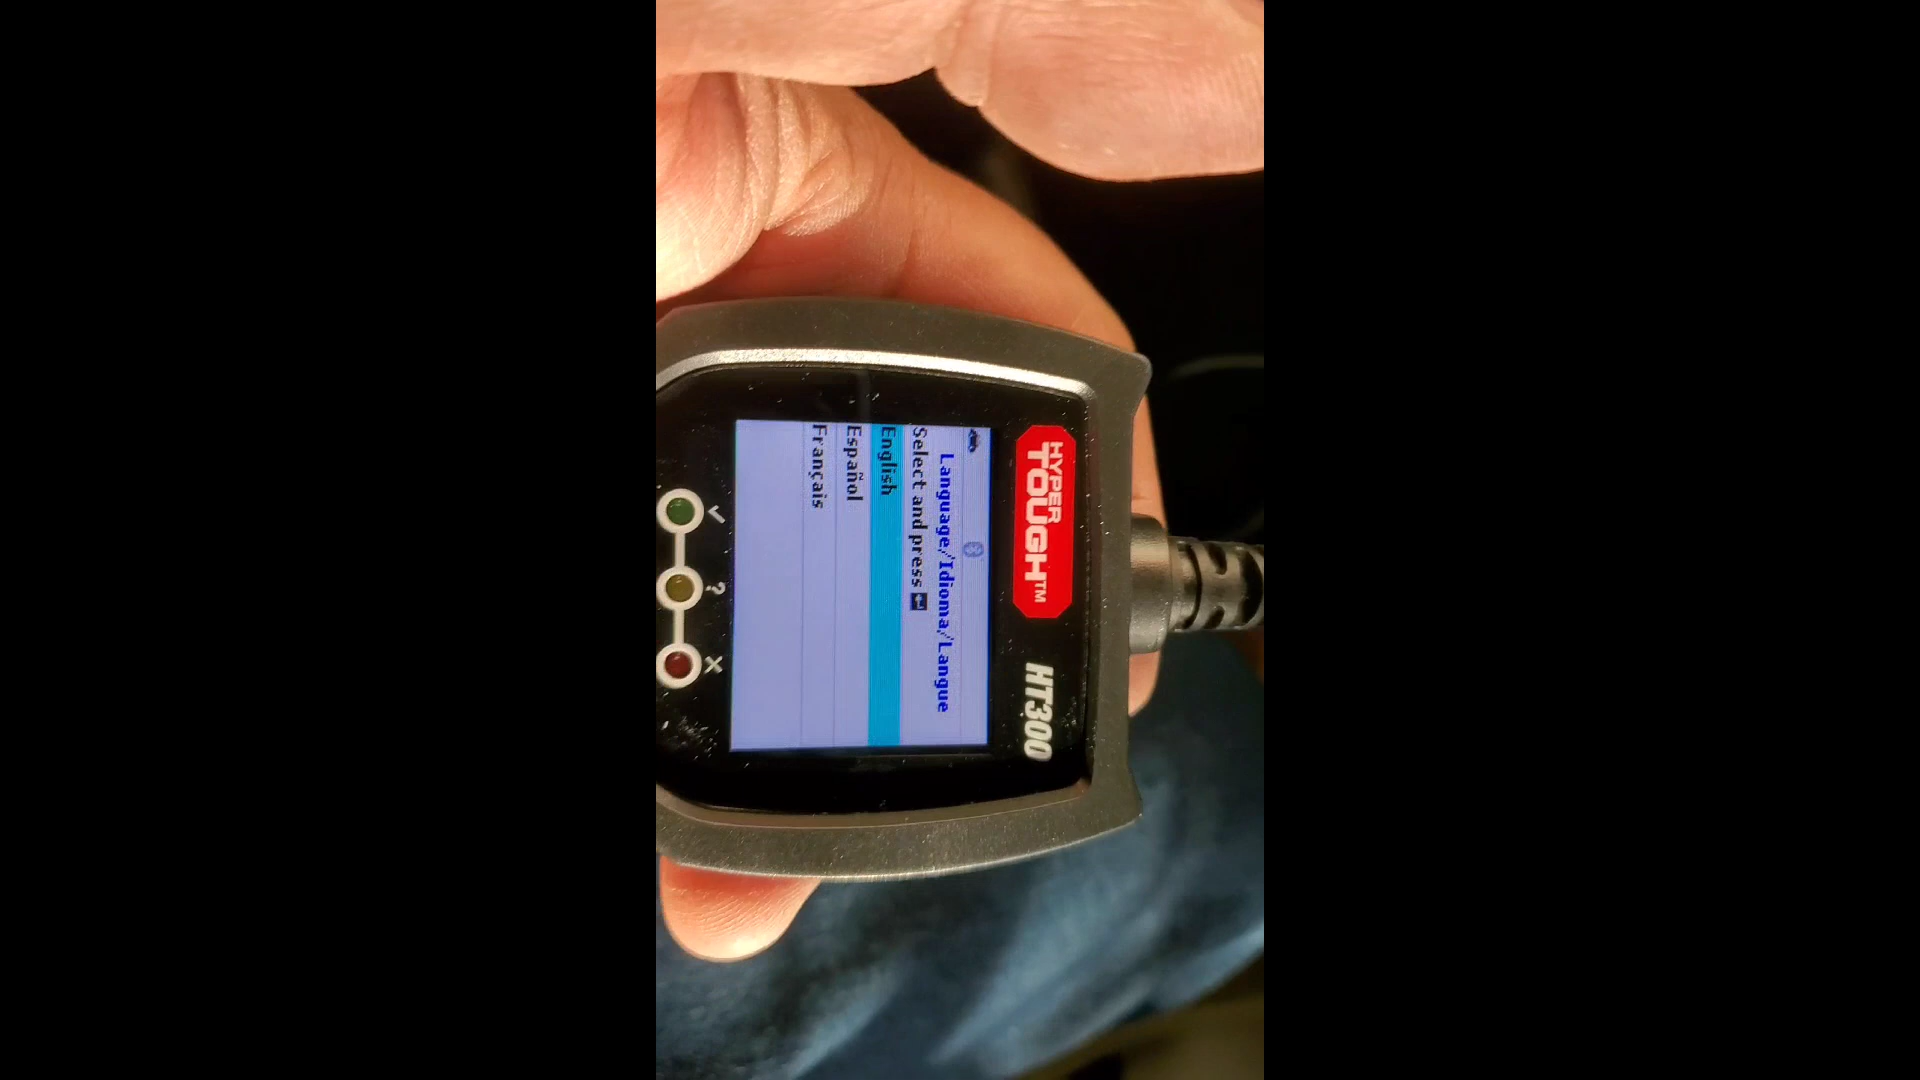 HYPER
TOUGH™
HT300
Language/Idioma/Langue
Select and press
English
Español
Français
✓ ? X